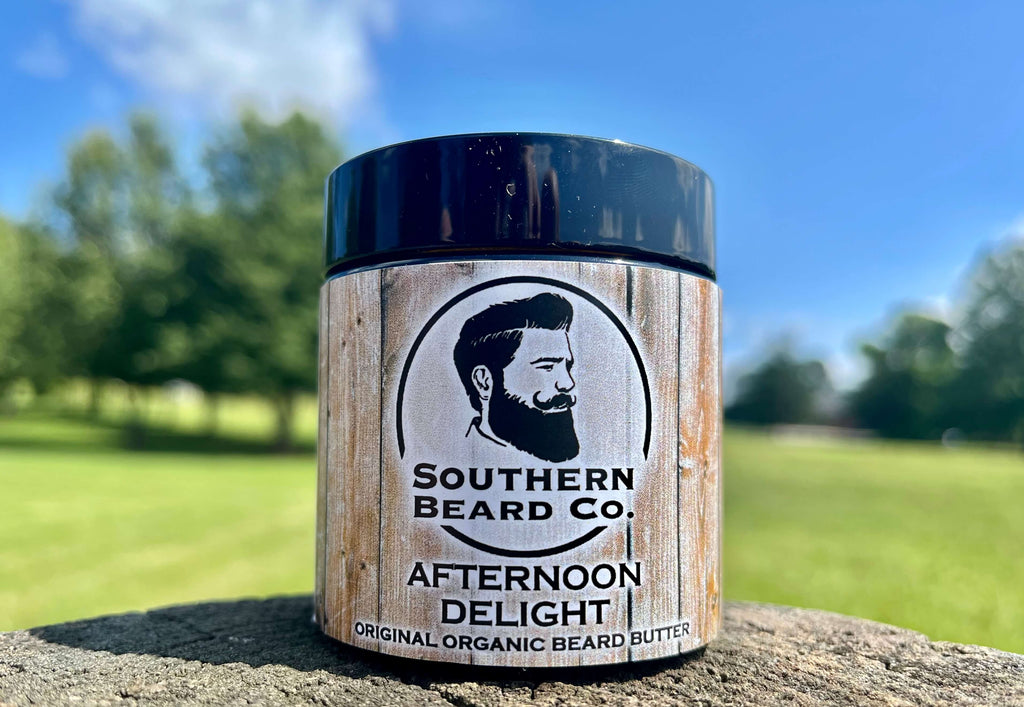 SOUTHERN
BEARD CO.
AFTERNOON
DELIGHT
ORIGINAL ORGANIC BEARD BUTTER